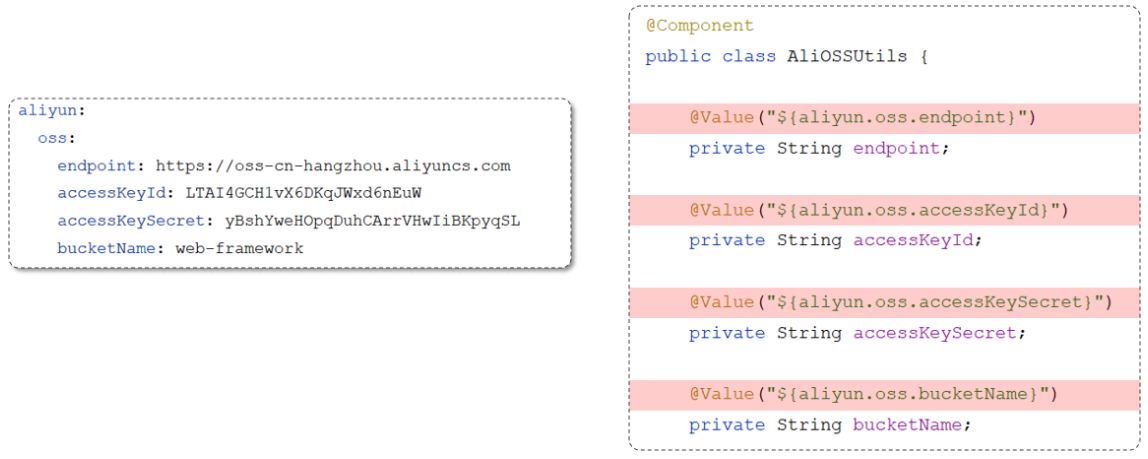 aliyun:
oss:
endpoint: https://oss-cn-hangzhou.aliyuncs.com
accessKeyId: LTAI4GCH1vX6DKqJWxd6nEuW
accessKeySecret: yBshYweHOpqDuhCArrVHwIiBKpyqSL
bucketName: web-framework
@Component
public class AliOSSUtils {
@Value("${aliyun.oss.endpoint}")
private String endpoint;
@Value("${aliyun.oss.accessKeyId}")
private String accessKeyId;
@Value("${aliyun.oss.accessKeySecret}")
private String accessKeySecret;
@Value("${aliyun.oss.bucketName}")
private String bucketName;